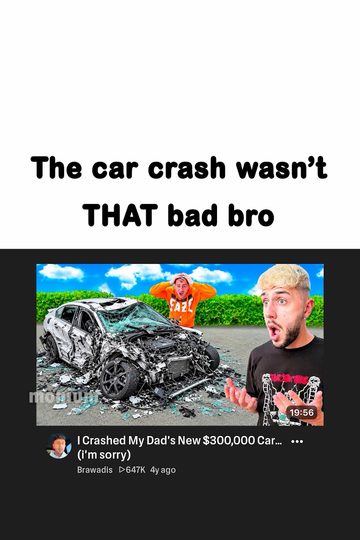 The car crash wasn't
THAT bad bro
FAZE
19:56
I Crashed My Dad's New $300,000 Car...
(i'm sorry)
Brawadis ▷647K 4y ago